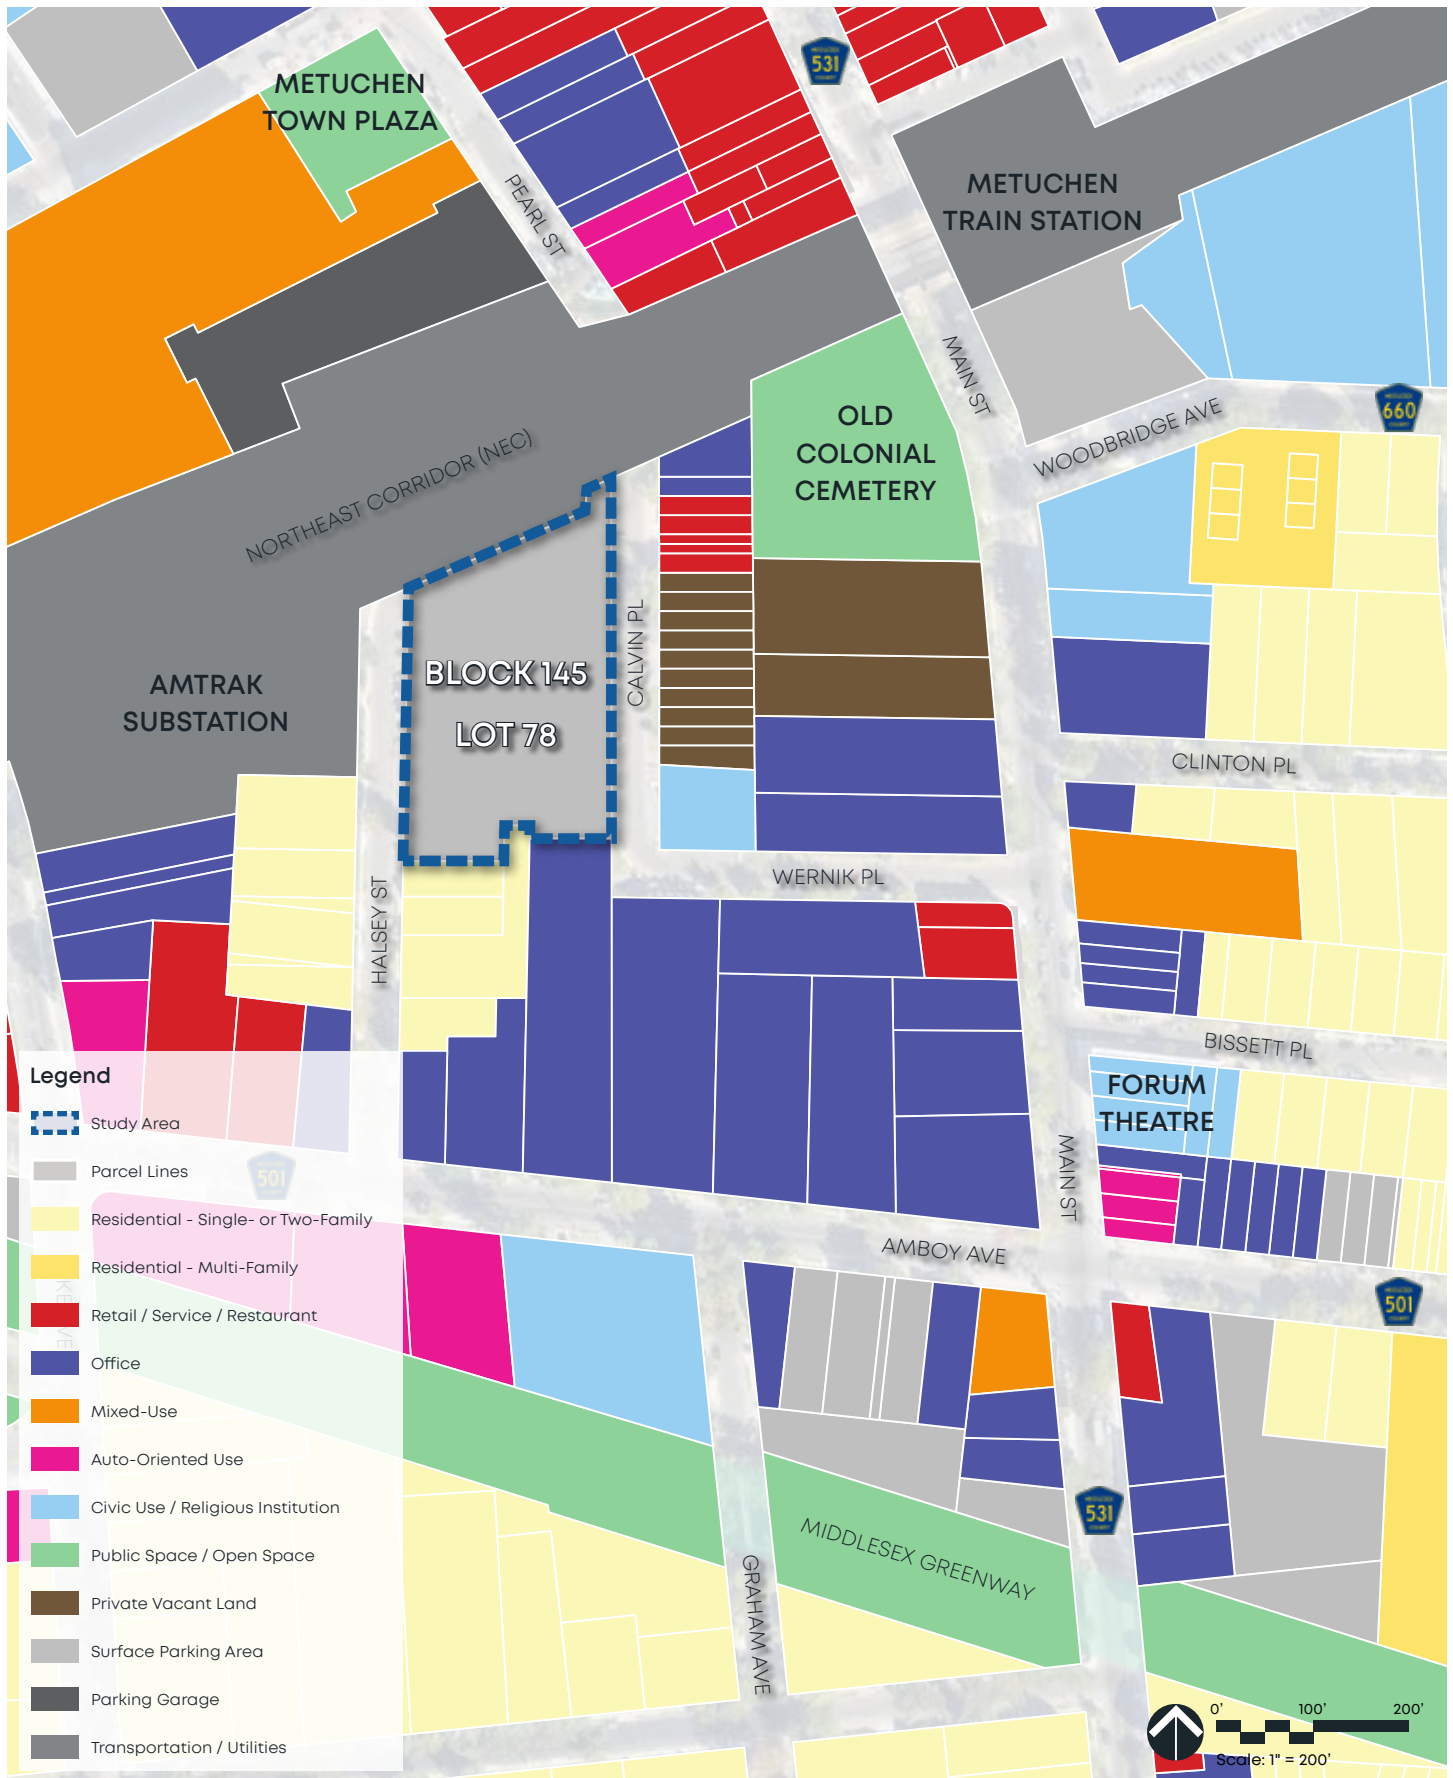 531
METUCHEN
TOWN PLAZA
PEARL ST
METUCHEN
TRAIN STATION
MAIN ST
WOODBRIDGE AVE
660
OLD
COLONIAL
CEMETERY
NORTHEAST CORRIDOR (NEC)
BLOCK 145
LOT 78
CALVIN PL
AMTRAK
SUBSTATION
CLINTON PL
WERNIK PL
HALSEY ST
BISSETT PL
FORUM
THEATRE
MAIN ST
AMBOY AVE
501
501
531
MIDDLESEX GREENWAY
GRAHAM AVE
Legend
Study Area
Parcel Lines
Residential - Single- or Two-Family
Residential - Multi-Family
Retail / Service / Restaurant
Office
Mixed-Use
Auto-Oriented Use
Civic Use / Religious Institution
Public Space / Open Space
Private Vacant Land
Surface Parking Area
Parking Garage
Transportation / Utilities
0' 100' 200'
Scale: 1" = 200'